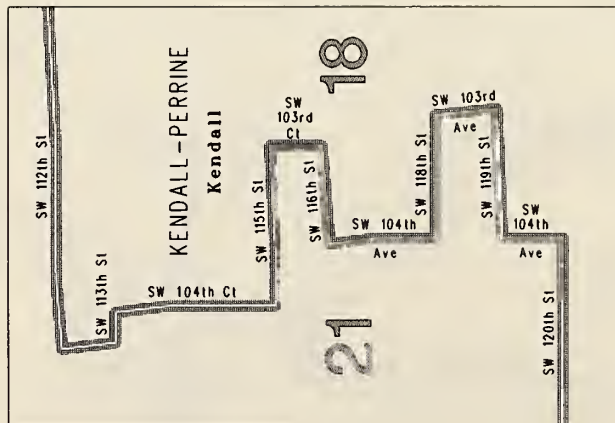 SW 112th St
SW 113th St
KENDALL-PERRINE
Kendall
SW 104th Ct
SW 115th St
SW
103rd
Ct
SW 116th St
18
21
SW 104th
Ave
SW 118th St
SW 103rd
Ave
SW 119th St
SW
104th
Ave
SW 120th St